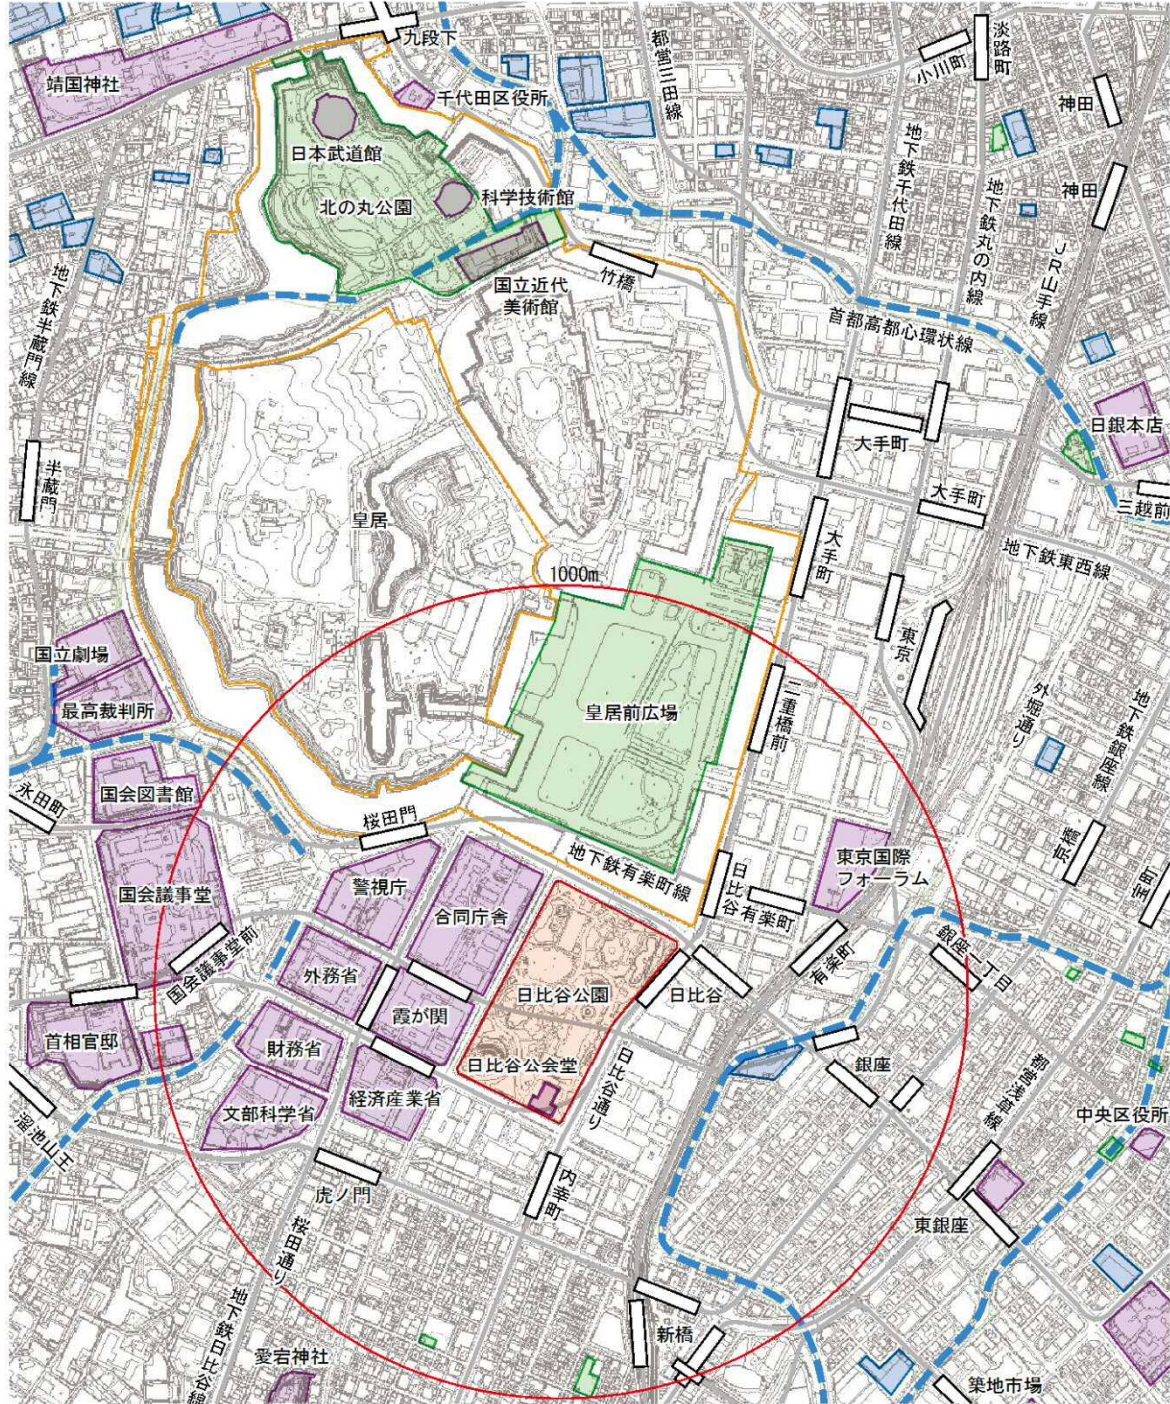 九段下
淡路町
小川町
都営三田線
靖国神社
千代田区役所
神田
地下鉄千代田線
日本武道館
地下鉄丸の内線
科学技術館
神田
北の丸公園
JR山手線
竹橋
国立近代
美術館
地下鉄半蔵門線
首都高都心環状線
日銀本店
大手町
半蔵門
大手町
三越前
皇居
大手町
地下鉄東西線
1000m
東京
国立劇場
二重橋前
外堀通り
地下鉄銀座線
最高裁判所
皇居前広場
国会図書館
永田町
桜田門
京橋
地下鉄有楽町線
東京国際
フォーラム
日比谷
有楽町
宝町
国会議事堂
警視庁
合同庁舎
国会議事堂前
有楽町
銀座一丁目
外務省
日比谷公園
日比谷
霞が関
首相官邸
財務省
日比谷公会堂
日比谷通り
銀座
都営浅草線
文部科学省
経済産業省
中央区役所
溜池山王
虎ノ門
内幸町
東銀座
桜田通り
地下鉄日比谷線
新橋
愛宕神社
築地市場